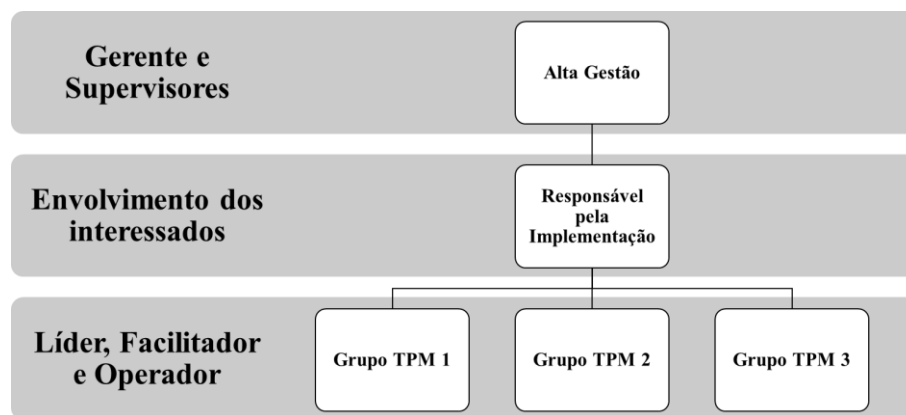 Gerente e
Supervisores
Alta Gestão
Envolvimento dos
interessados
Responsável
pela
Implementação
Líder, Facilitador
e Operador
Grupo TPM 1
Grupo TPM 2
Grupo TPM 3